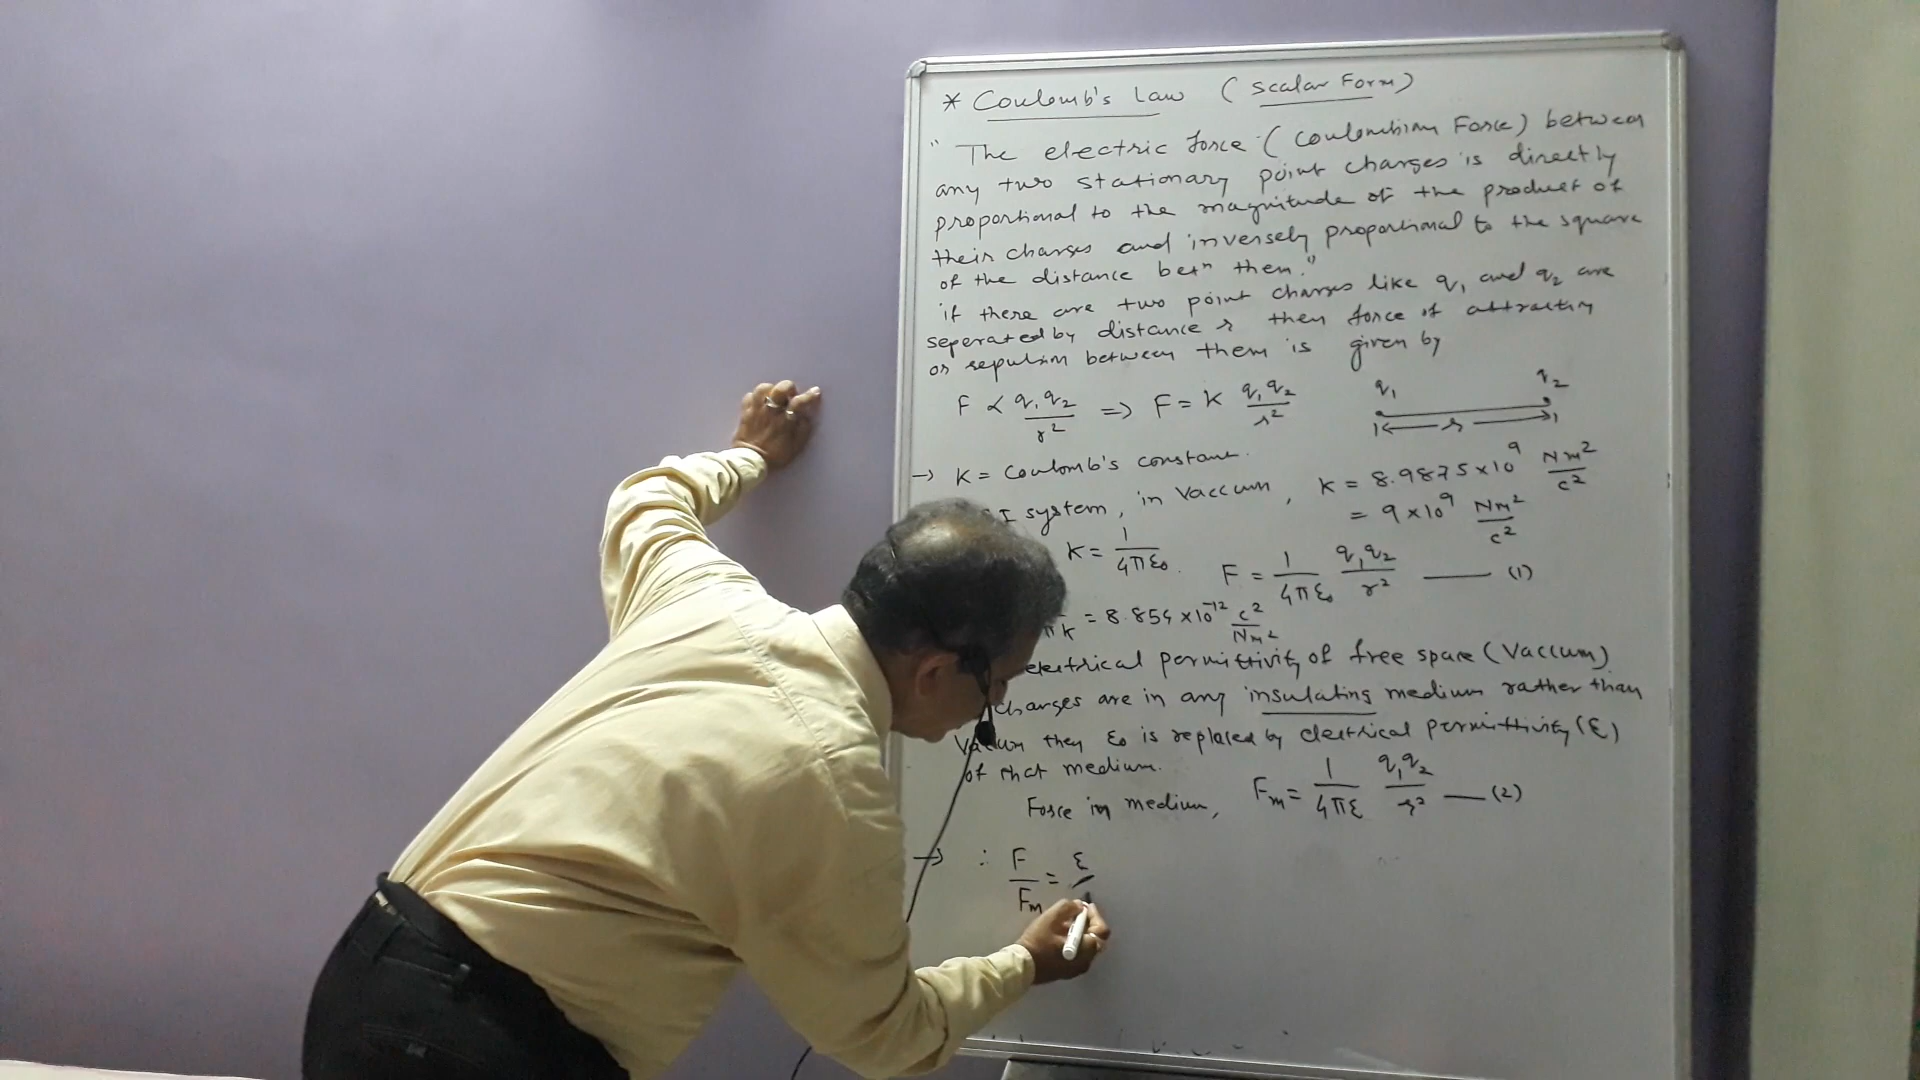 * Coulomb's Law (Scalar Form)
" The electric force (Coulombian Force) between
any two stationary point charges is directly
proportional to the magnitude of the product of
their charges and inversely proportional to the square
of the distance betn them."
if there are two point charges like q1 and q2 are
seperated by distance r then force of attraction
or repulsion between them is given by
F ∝ q1q2/r² => F = K q1q2/r²
q1 q2
r
→ K = Coulomb's constant.
I system, in vaccum, K = 8.9875×10⁹ Nm²/c²
= 9×10⁹ Nm²/c²
K = 1/4πε₀. F = 1/4πε₀ q1q2/r² —— (1)
πK = 8.854×10⁻¹² c²/Nm²
electrical permittivity of free space (Vaccum)
charges are in any insulating medium rather than
Vaccum then ε₀ is replaced by electrical permittivity (ε)
of that medium.
Force in medium, Fm = 1/4πε q1q2/r² — (2)
→ ∴ F/Fm = ε